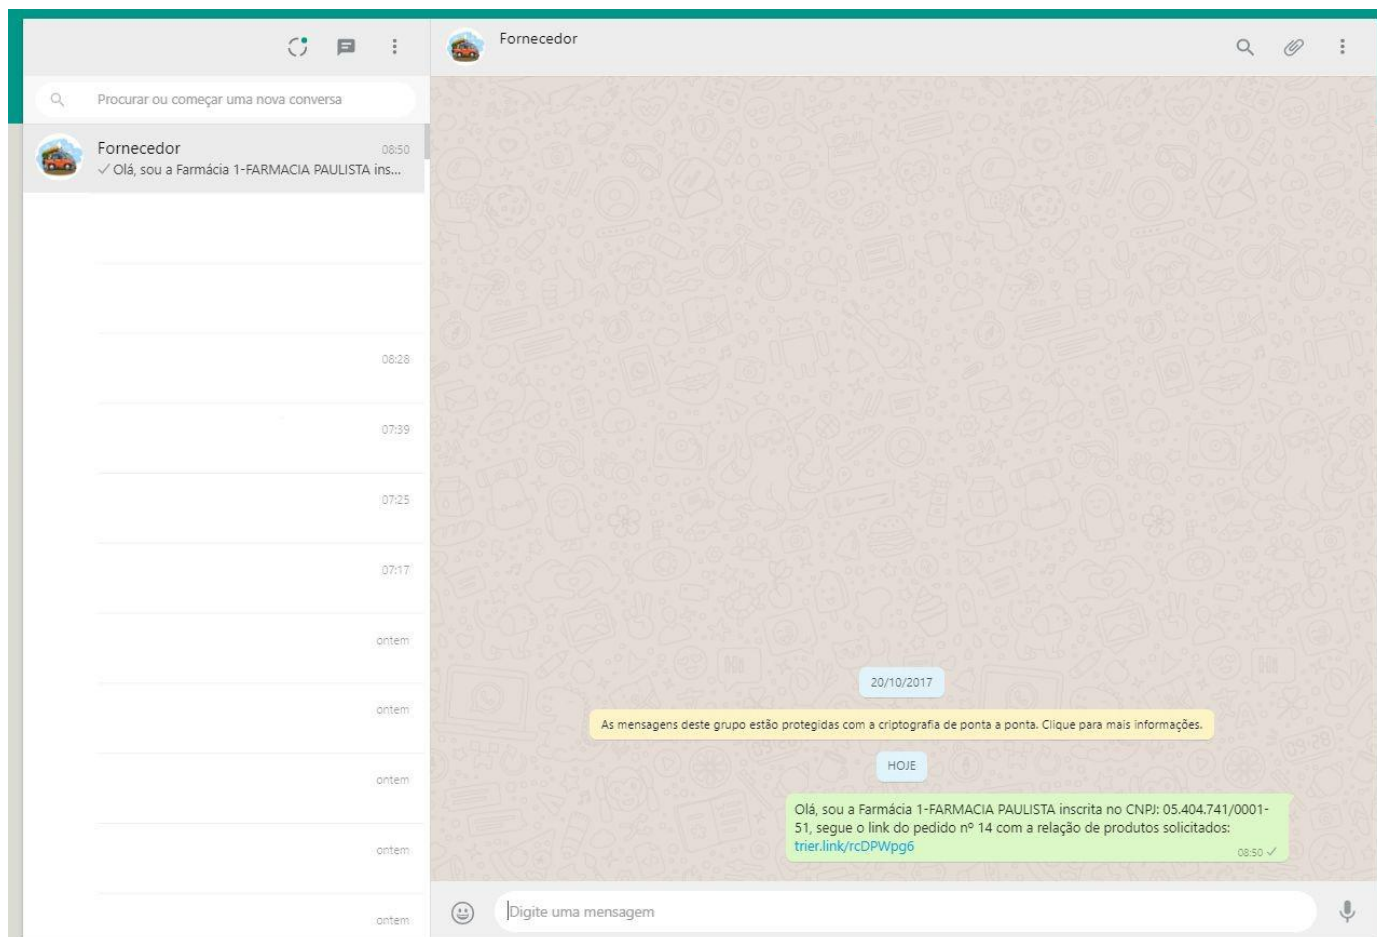 Fornecedor
Procurar ou começar uma nova conversa
Fornecedor
08:50
✓ Olá, sou a Farmácia 1-FARMACIA PAULISTA ins...
08:28
07:39
07:25
07:17
ontem
ontem
ontem
ontem
ontem
20/10/2017
As mensagens deste grupo estão protegidas com a criptografia de ponta a ponta. Clique para mais informações.
HOJE
Olá, sou a Farmácia 1-FARMACIA PAULISTA inscrita no CNPJ: 05.404.741/0001-
51, segue o link do pedido nº 14 com a relação de produtos solicitados:
trier.link/rcDPWpg6
08:50 ✓
Digite uma mensagem